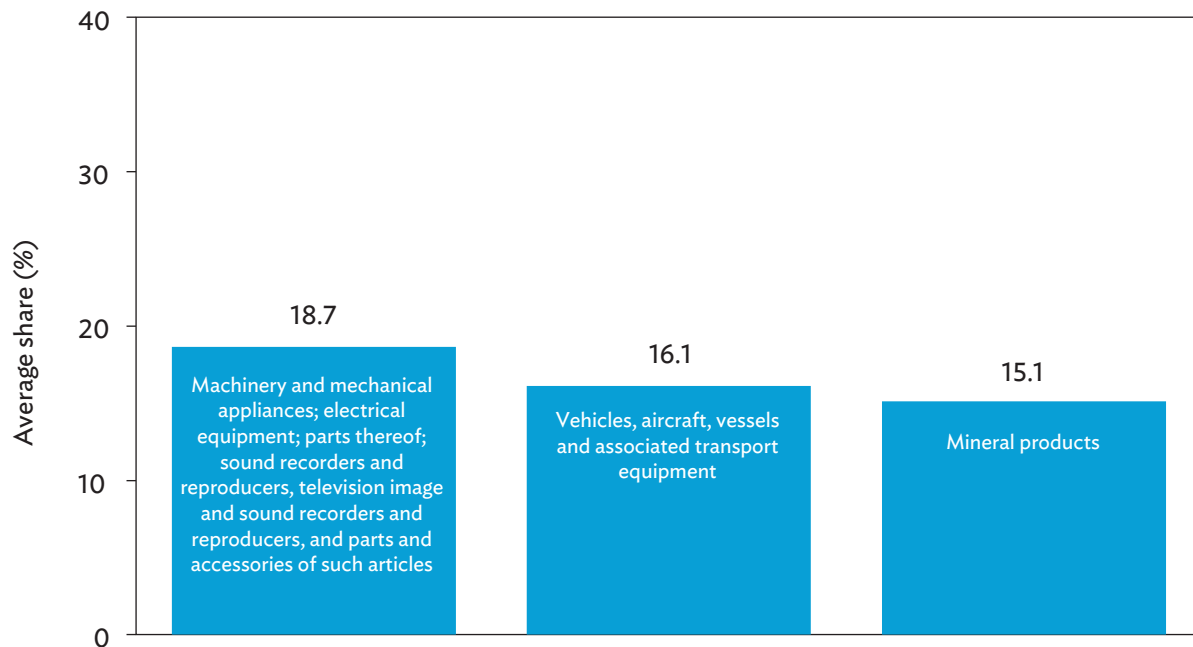 40
30
20
10
0
Average share (%)
18.7
Machinery and mechanical
appliances; electrical
equipment; parts thereof;
sound recorders and
reproducers, television image
and sound recorders and
reproducers, and parts and
accessories of such articles
16.1
Vehicles, aircraft, vessels
and associated transport
equipment
15.1
Mineral products